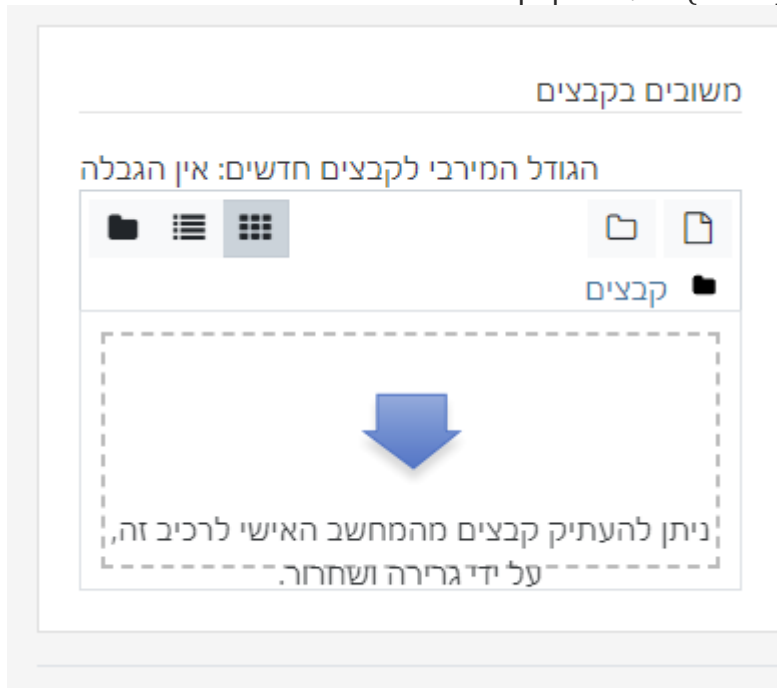 משובים בקבצים
הגודל המירבי לקבצים חדשים: אין הגבלה
קבצים
ניתן להעתיק קבצים מהמחשב האישי לרכיב זה,
על ידי גרירה ושחרור.